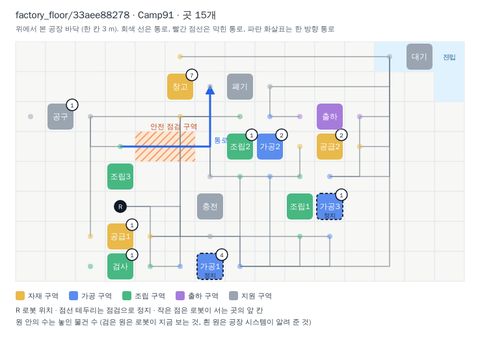 factory_floor/33aee88278 · Camp91 · 곳 15개
위에서 본 공장 바닥 (한 칸 3 m). 회색 선은 통로, 빨간 점선은 막힌 통로, 파란 화살표는 한 방향 통로
대기
진입
창고 7
폐기
공구 1
출하
안전 점검 구역
통로
조립2 1
가공2 2
공급2 2
조립3
R
충전
조립1
가공3 1
정지
공급1 1
검사 1
가공1 4
정지
자재 구역
가공 구역
조립 구역
출하 구역
지원 구역
R 로봇 위치 · 점선 테두리는 점검으로 정지 · 작은 점은 로봇이 서는 곳의 앞 칸
원 안의 수는 놓인 물건 수 (검은 원은 로봇이 지금 보는 것, 흰 원은 공장 시스템이 알려 준 것)